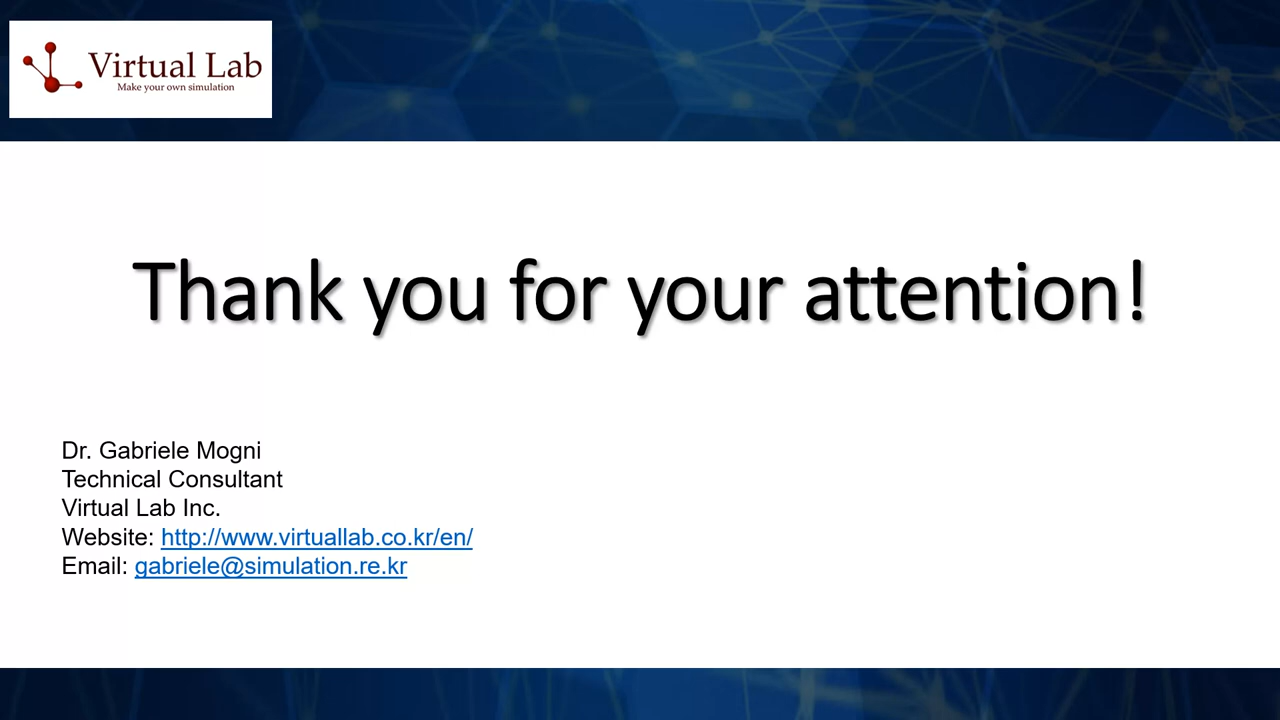 Virtual Lab
Make your own simulation
Thank you for your attention!
Dr. Gabriele Mogni
Technical Consultant
Virtual Lab Inc.
Website: http://www.virtuallab.co.kr/en/
Email: gabriele@simulation.re.kr